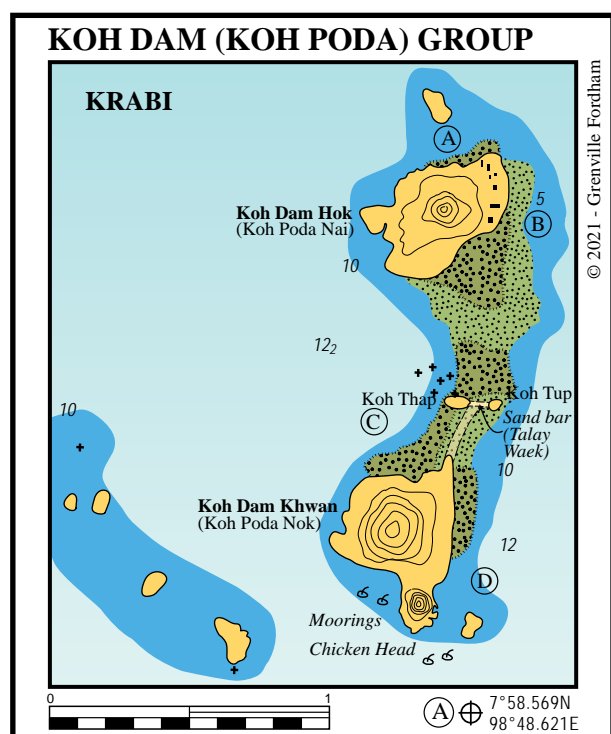 KOH DAM (KOH PODA) GROUP
KRABI
© 2021 - Grenville Fordham
A
5
B
Koh Dam Hok
(Koh Poda Nai)
10
12₂
Koh Thap
Koh Tup
10
C
Sand bar
(Talay
Waek)
10
Koh Dam Khwan
(Koh Poda Nok)
12
D
Moorings
Chicken Head
0
1
A
7°58.569N
98°48.621E